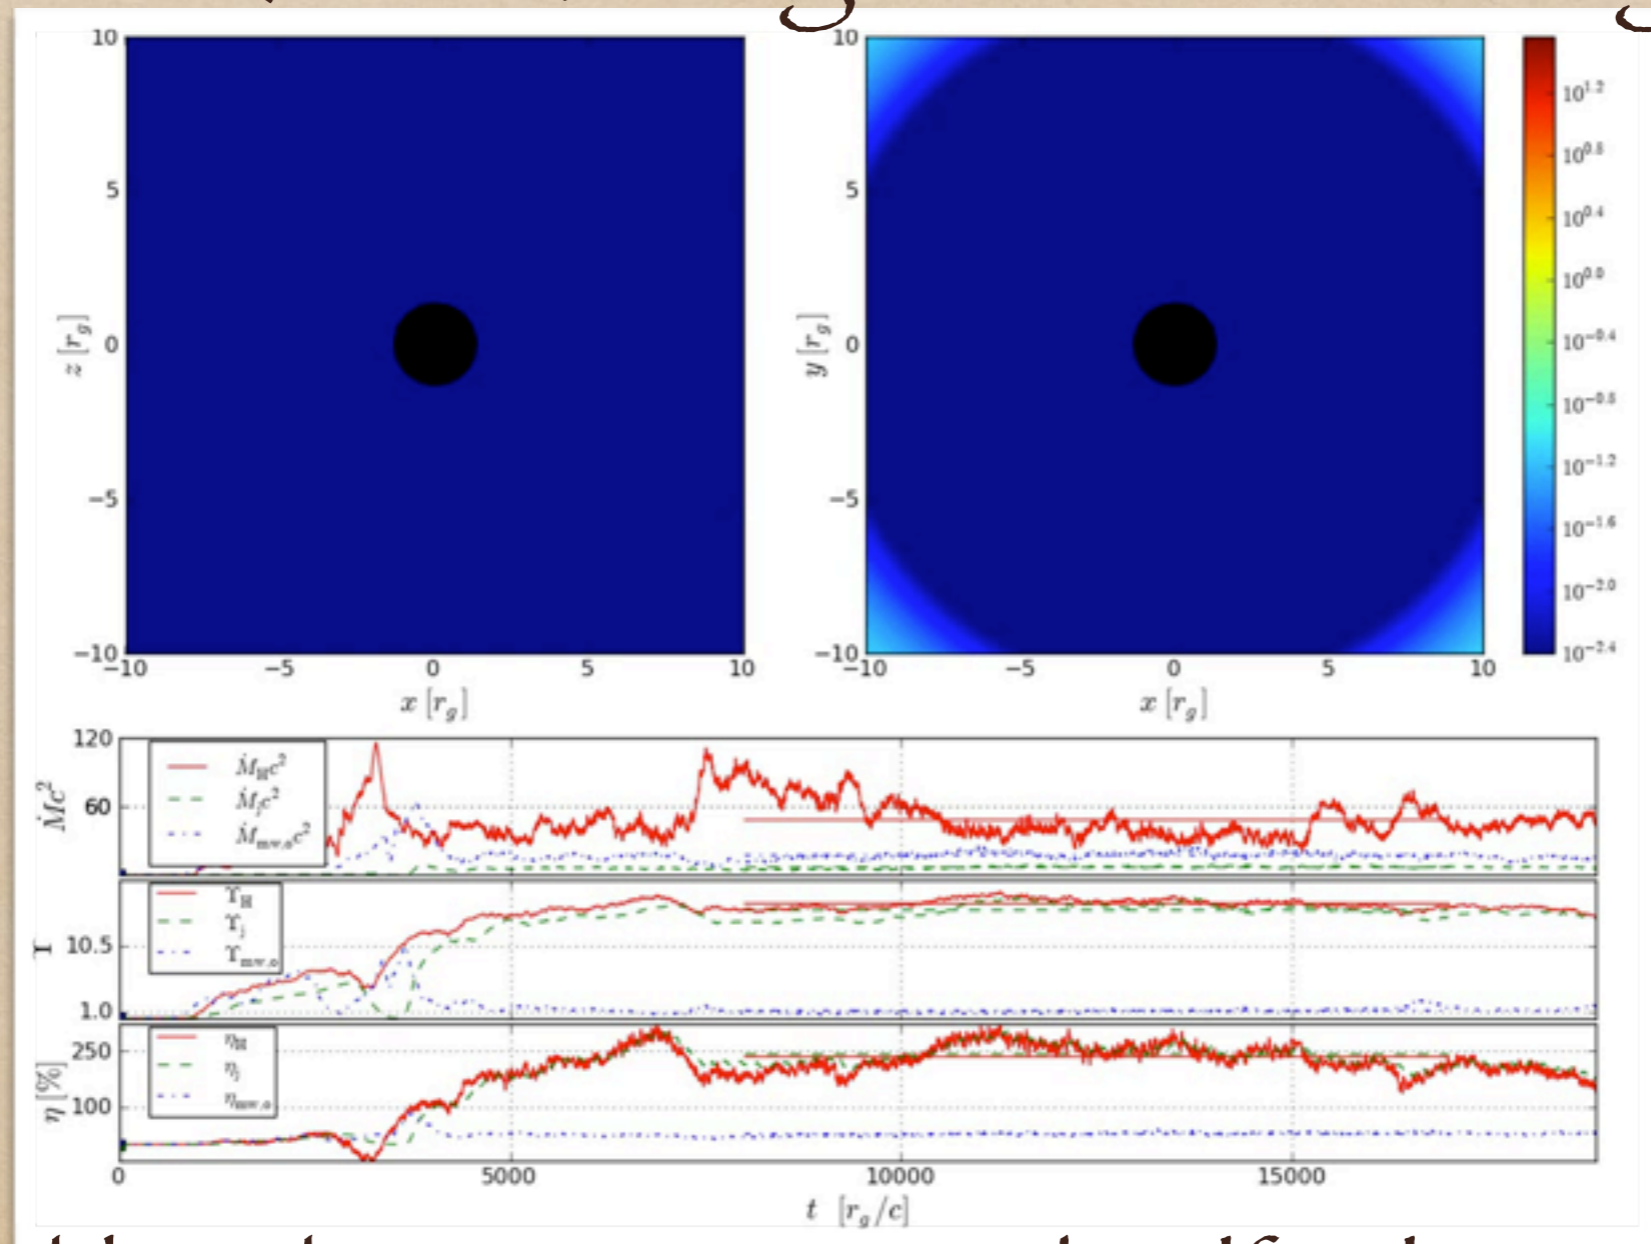 10
5
0
−5
−10
z [r_g]
−10 −5 0 5 10
x [r_g]
10
5
0
−5
−10
y [r_g]
−10 −5 0 5 10
x [r_g]
10^1.2
10^0.8
10^0.4
10^0.0
10^−0.4
10^−0.8
10^−1.2
10^−1.6
10^−2.0
10^−2.4
120
60
Ṁc²
Ṁ_H c²
Ṁ_j c²
Ṁ_mw,o c²
10.5
1.0
Υ
Υ_H
Υ_j
Υ_mw,o
250
100
η [%]
η_H
η_j
η_mw,o
0 5000 10000 15000
t [r_g/c]